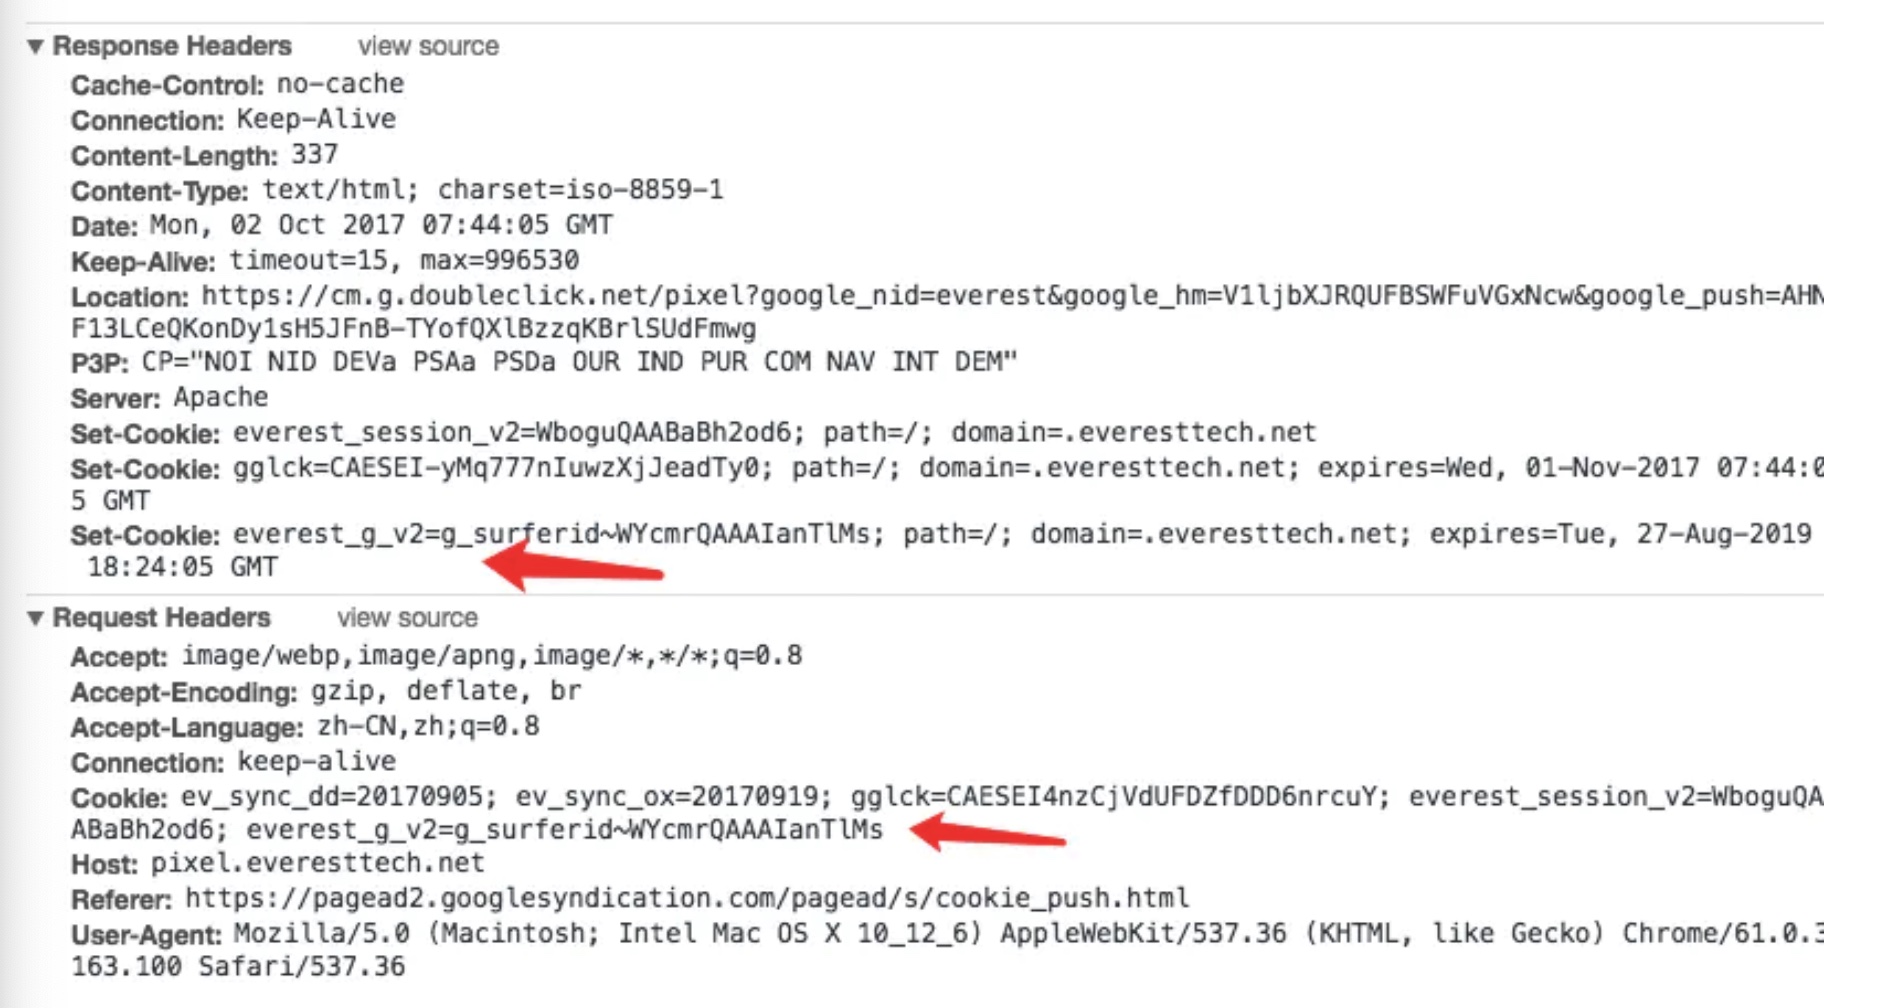 ▼ Response Headers view source
Cache-Control: no-cache
Connection: Keep-Alive
Content-Length: 337
Content-Type: text/html; charset=iso-8859-1
Date: Mon, 02 Oct 2017 07:44:05 GMT
Keep-Alive: timeout=15, max=996530
Location: https://cm.g.doubleclick.net/pixel?google_nid=everest&google_hm=V1ljbXJRQUFBSWFuVGxNcw&google_push=AHN
F13LCeQKonDy1sH5JFnB-TYofQXlBzzqKBrlSUdFmwg
P3P: CP="NOI NID DEVa PSAa PSDa OUR IND PUR COM NAV INT DEM"
Server: Apache
Set-Cookie: everest_session_v2=WboguQAABaBh2od6; path=/; domain=.everesttech.net
Set-Cookie: gglck=CAESEI-yMq777nIuwzXjJeadTy0; path=/; domain=.everesttech.net; expires=Wed, 01-Nov-2017 07:44:0
5 GMT
Set-Cookie: everest_g_v2=g_surferid~WYcmrQAAAIanTlMs; path=/; domain=.everesttech.net; expires=Tue, 27-Aug-2019
18:24:05 GMT
▼ Request Headers view source
Accept: image/webp,image/apng,image/*,*/*;q=0.8
Accept-Encoding: gzip, deflate, br
Accept-Language: zh-CN,zh;q=0.8
Connection: keep-alive
Cookie: ev_sync_dd=20170905; ev_sync_ox=20170919; gglck=CAESEI4nzCjVdUFDZfDDD6nrcuY; everest_session_v2=WboguQA
ABaBh2od6; everest_g_v2=g_surferid~WYcmrQAAAIanTlMs
Host: pixel.everesttech.net
Referer: https://pagead2.googlesyndication.com/pagead/s/cookie_push.html
User-Agent: Mozilla/5.0 (Macintosh; Intel Mac OS X 10_12_6) AppleWebKit/537.36 (KHTML, like Gecko) Chrome/61.0.3
163.100 Safari/537.36